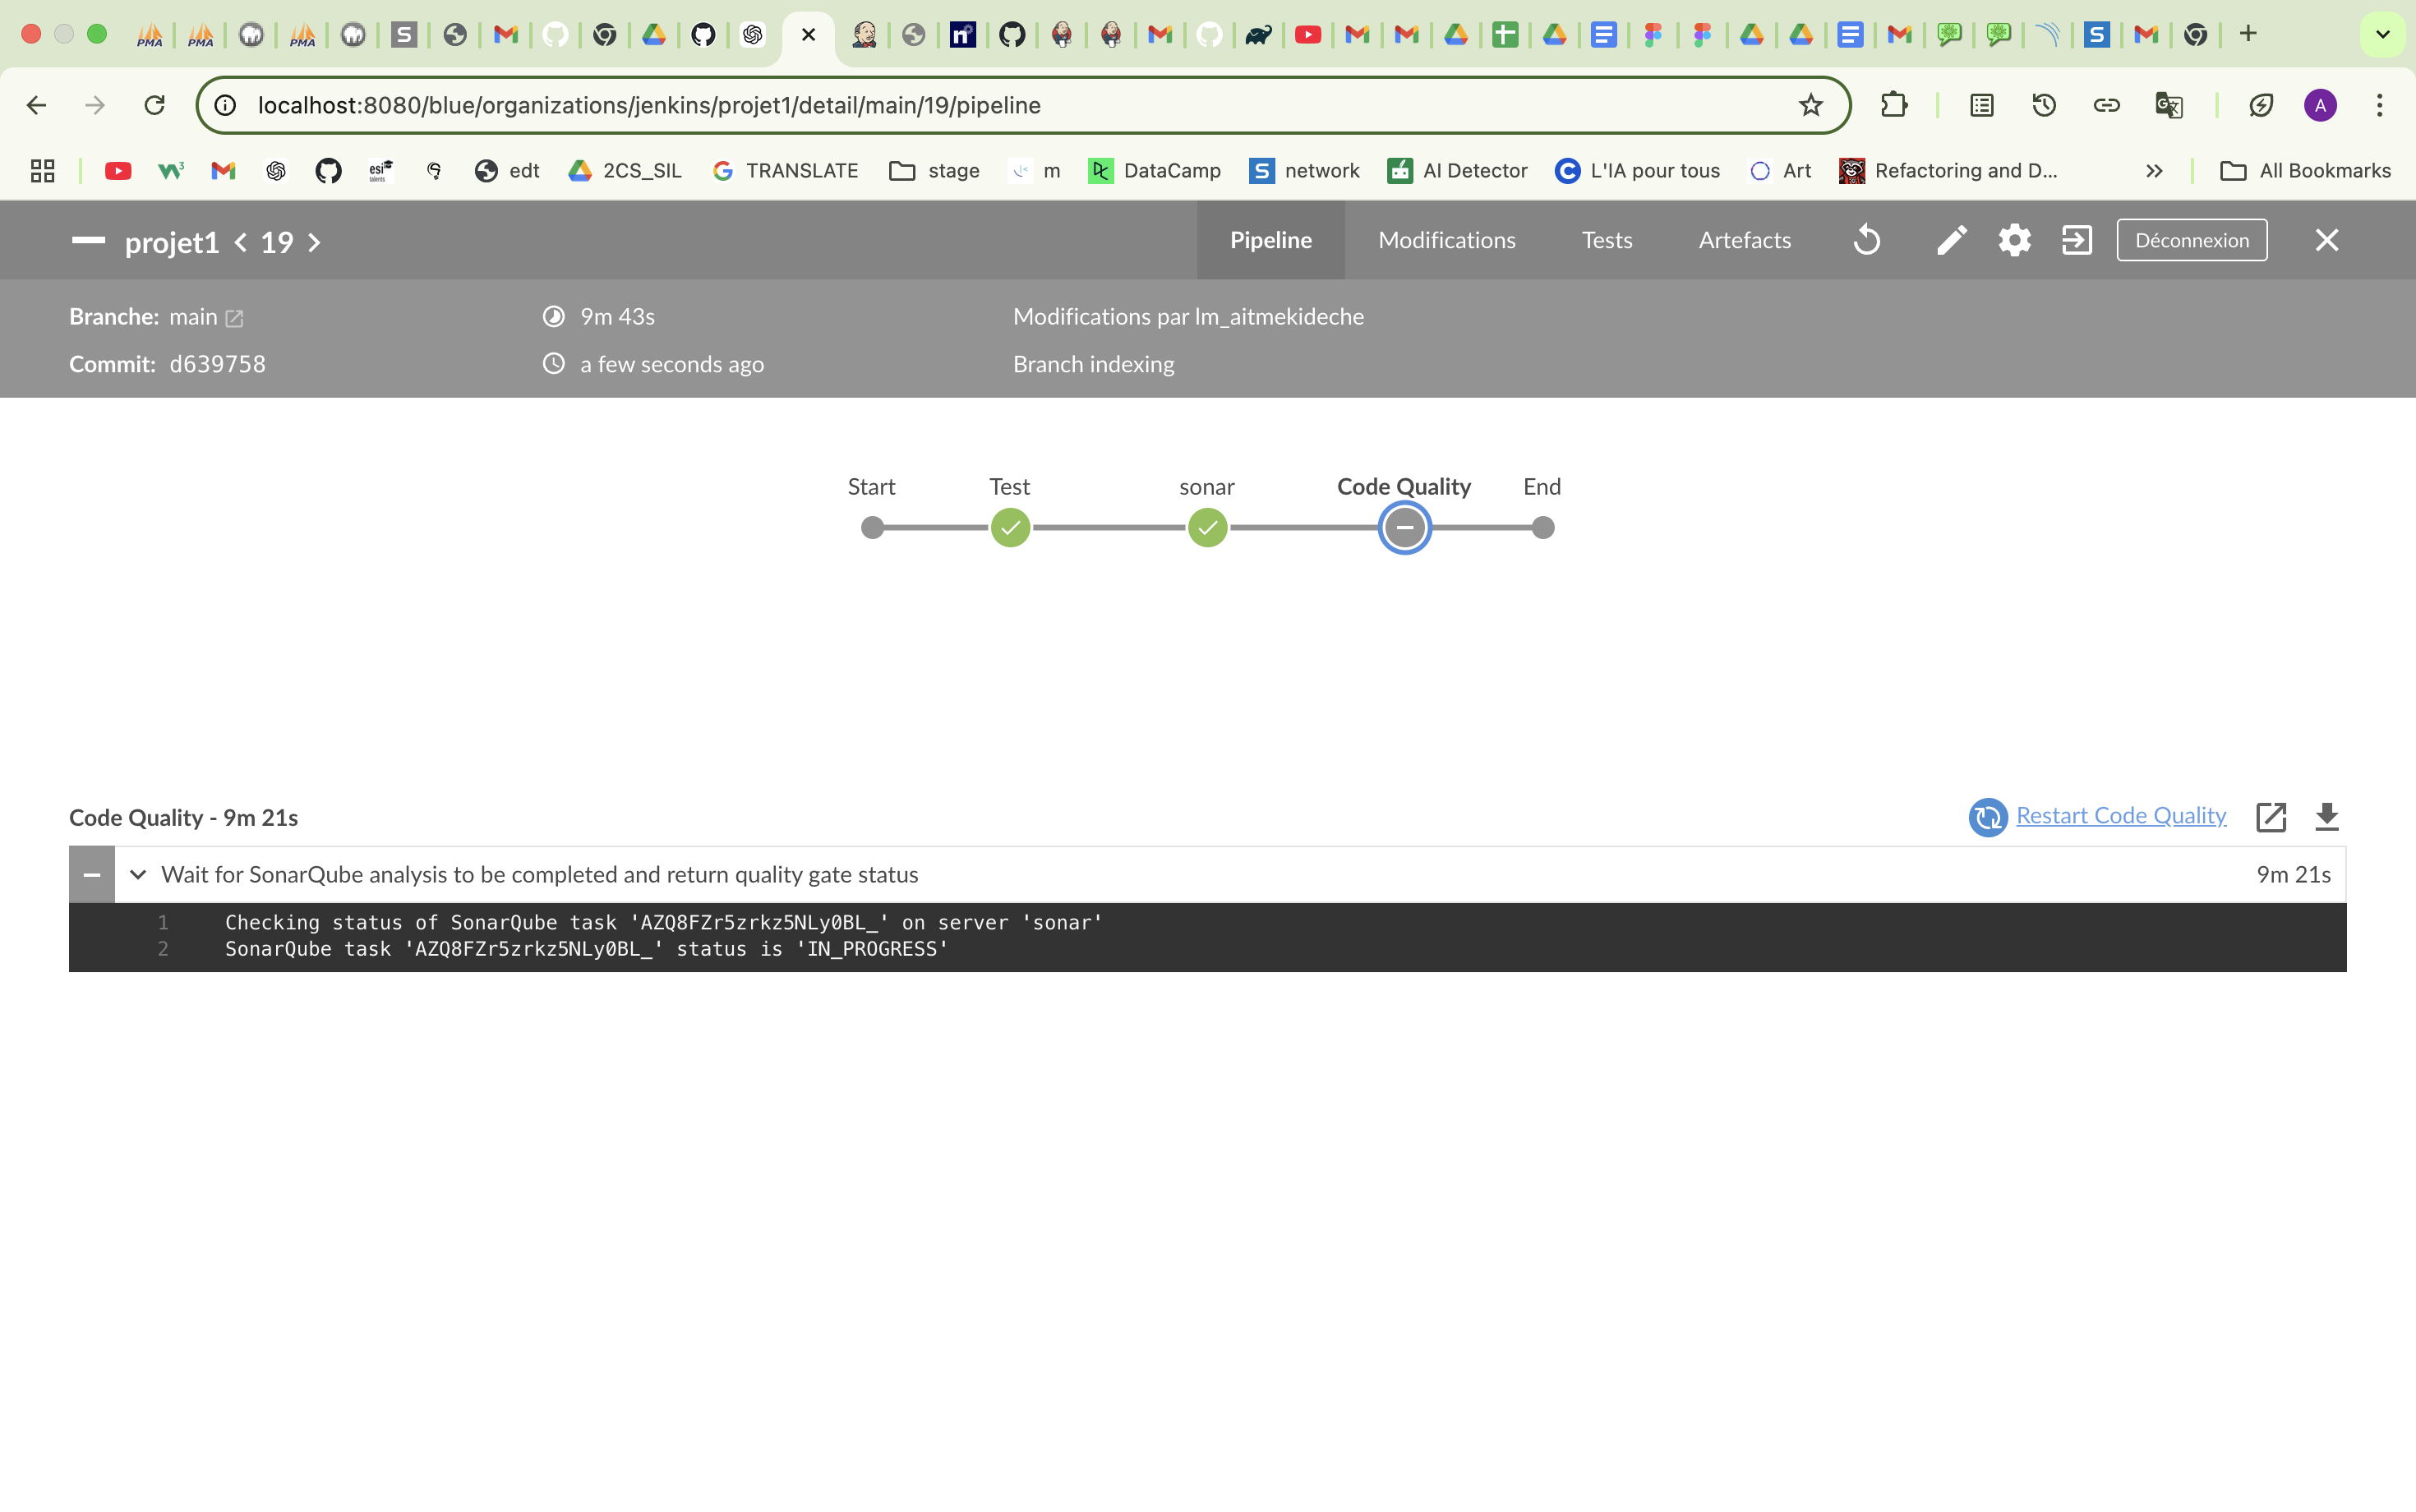 localhost:8080/blue/organizations/jenkins/projet1/detail/main/19/pipeline
edt 2CS_SIL TRANSLATE stage m DataCamp network AI Detector L'IA pour tous Art Refactoring and D... All Bookmarks
projet1 < 19 > Pipeline Modifications Tests Artefacts Déconnexion
Branche: main 9m 43s Modifications par lm_aitmekideche
Commit: d639758 a few seconds ago Branch indexing
Start Test sonar Code Quality End
Code Quality - 9m 21s Restart Code Quality
Wait for SonarQube analysis to be completed and return quality gate status 9m 21s
1 Checking status of SonarQube task 'AZQ8FZr5zrkz5NLy0BL_' on server 'sonar'
2 SonarQube task 'AZQ8FZr5zrkz5NLy0BL_' status is 'IN_PROGRESS'